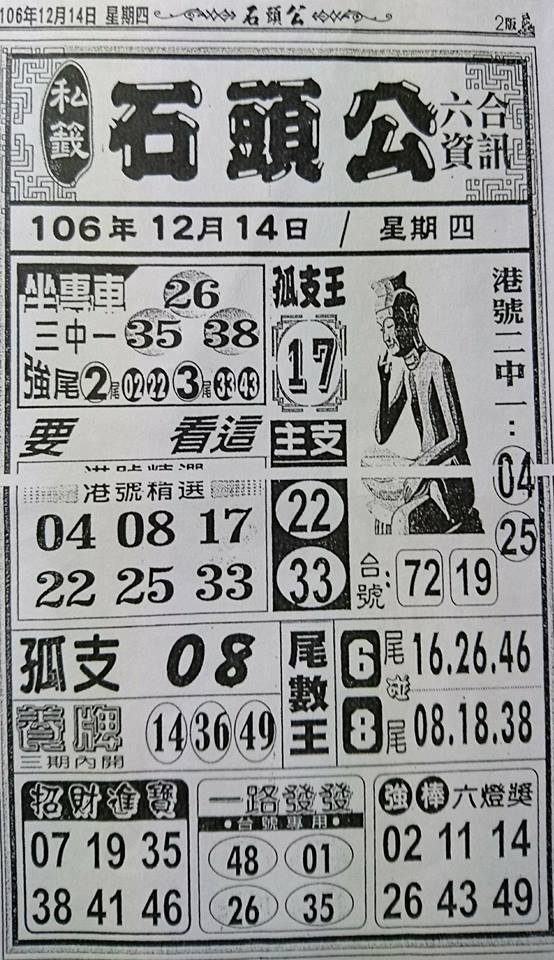 106年12月14日 星期四
石頭公
2版
私籤
石頭公
六合
資訊
106年12月14日 / 星期四
坐專車 26
三中一 35 38
強尾 2尾 02 22 3尾 33 43
孤支王
17
港號二中一:
04
25
要 看這
主支
22
33
港號精選
04 08 17
22 25 33
台號: 72 19
孤支 08
養牌 14 36 49
三期內開
尾數王
6尾 16.26.46
碰
8尾 08.18.38
招財進寶
07 19 35
38 41 46
一路發發
•台號專用•
48 01
26 35
強棒六燈獎
02 11 14
26 43 49